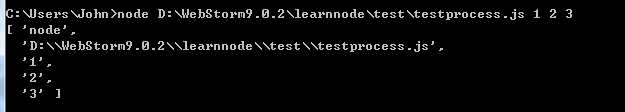 C:\Users\John>node D:\WebStorm9.0.2\learnnode\test\testprocess.js 1 2 3
[ 'node',
  'D:\\WebStorm9.0.2\\learnnode\\test\\testprocess.js',
  '1',
  '2',
  '3' ]